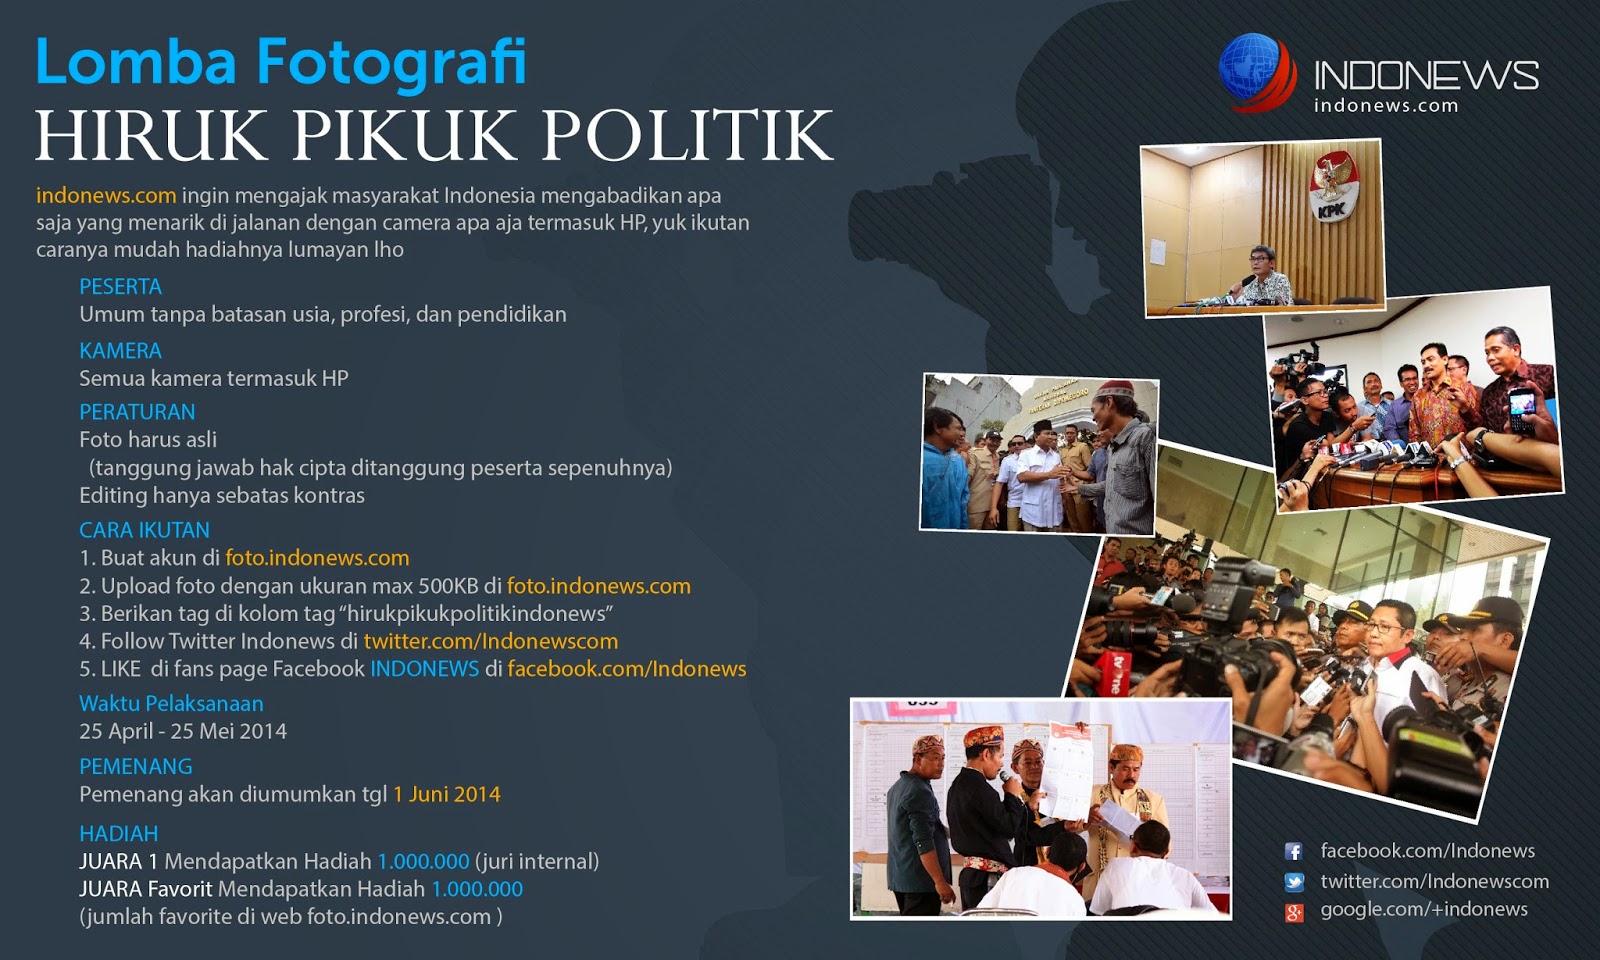 Lomba Fotografi
HIRUK PIKUK POLITIK
indonews.com ingin mengajak masyarakat Indonesia mengabadikan apa
saja yang menarik di jalanan dengan camera apa aja termasuk HP, yuk ikutan
caranya mudah hadiahnya lumayan lho
PESERTA
Umum tanpa batasan usia, profesi, dan pendidikan
KAMERA
Semua kamera termasuk HP
PERATURAN
Foto harus asli
(tanggung jawab hak cipta ditanggung peserta sepenuhnya)
Editing hanya sebatas kontras
CARA IKUTAN
1. Buat akun di foto.indonews.com
2. Upload foto dengan ukuran max 500KB di foto.indonews.com
3. Berikan tag di kolom tag “hirukpikukpolitikindonews”
4. Follow Twitter Indonews di twitter.com/Indonewscom
5. LIKE  di fans page Facebook INDONEWS di facebook.com/Indonews
Waktu Pelaksanaan
25 April - 25 Mei 2014
PEMENANG
Pemenang akan diumumkan tgl 1 Juni 2014
HADIAH
JUARA 1 Mendapatkan Hadiah 1.000.000 (juri internal)
JUARA Favorit Mendapatkan Hadiah 1.000.000
(jumlah favorite di web foto.indonews.com )
INDONEWS
indonews.com
KPK
DIPONEGORO
tvOne
facebook.com/Indonews
twitter.com/Indonewscom
google.com/+indonews